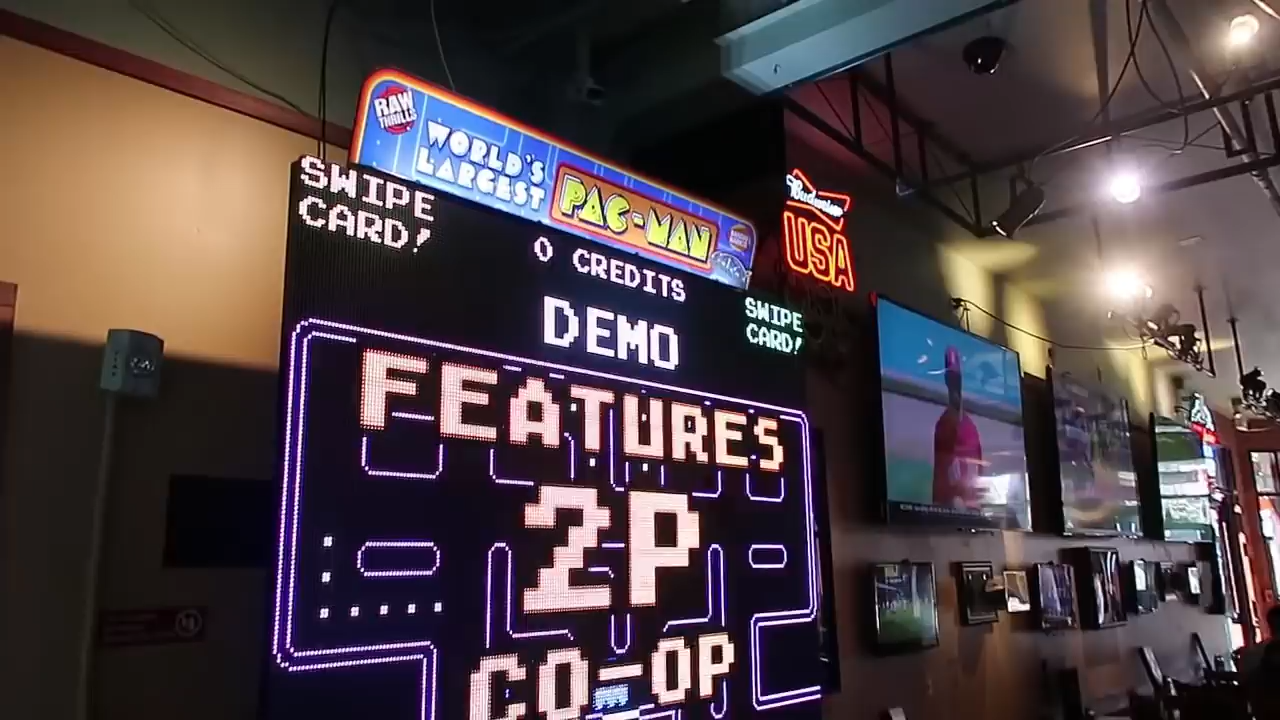 RAW
THRILLS
WORLD'S
LARGEST
PAC-MAN
SWIPE
CARD!
0 CREDITS
SWIPE
CARD!
DEMO
FEATURES
2P
CO-OP
Budweiser
USA